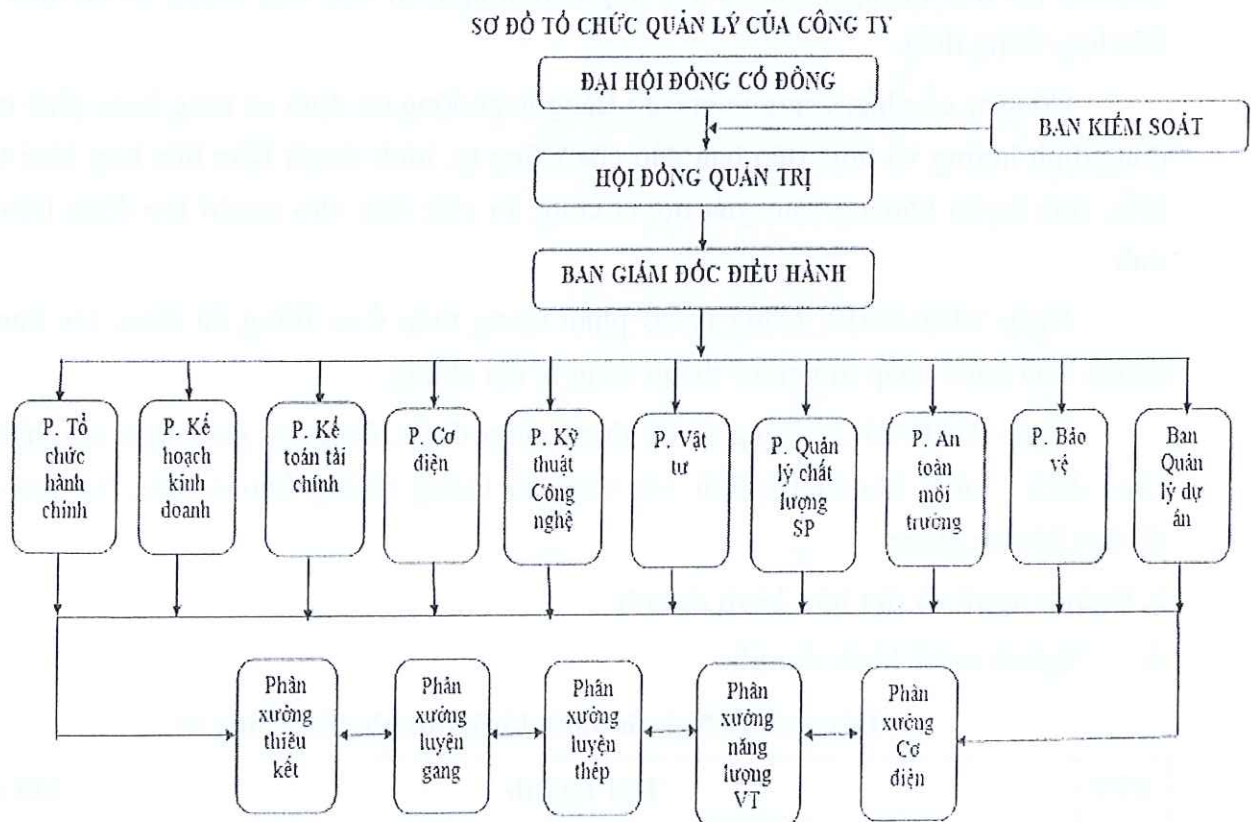 SƠ ĐỒ TỔ CHỨC QUẢN LÝ CỦA CÔNG TY
ĐẠI HỘI ĐỒNG CỔ ĐÔNG
BAN KIỂM SOÁT
HỘI ĐỒNG QUẢN TRỊ
BAN GIÁM ĐỐC ĐIỀU HÀNH
P. Tổ
chức
hành
chính
P. Kế
hoạch
kinh
doanh
P. Kế
toán tài
chính
P. Cơ
điện
P. Kỹ
thuật
Công
nghệ
P. Vật
tư
P. Quản
lý chất
lượng
SP
P. An
toàn
môi
trường
P. Bảo
vệ
Ban
Quản
lý dự
án
Phân
xưởng
thiêu
kết
Phân
xưởng
luyện
gang
Phân
xưởng
luyện
thép
Phân
xưởng
năng
lượng
VT
Phân
xưởng
Cơ
điện